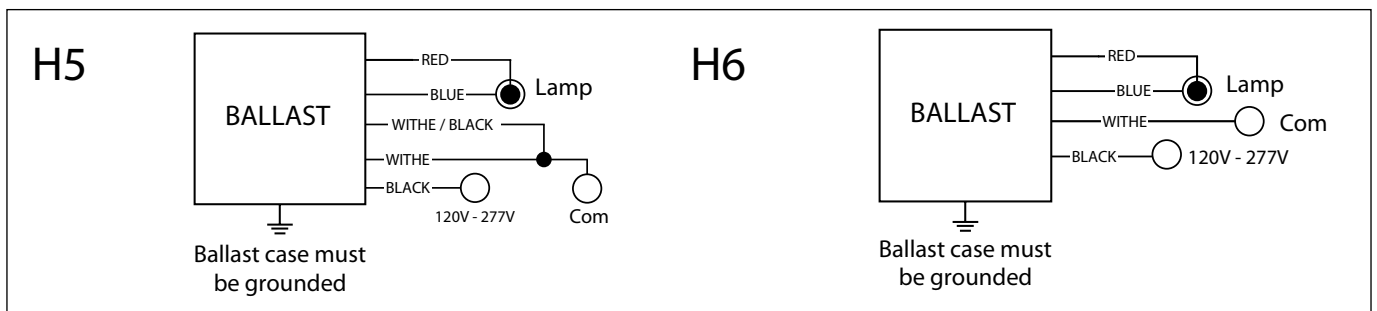 H5
BALLAST
RED
BLUE
Lamp
WITHE / BLACK
WITHE
BLACK
120V - 277V
Com
Ballast case must
be grounded
H6
BALLAST
RED
BLUE
Lamp
WITHE
Com
BLACK
120V - 277V
Ballast case must
be grounded